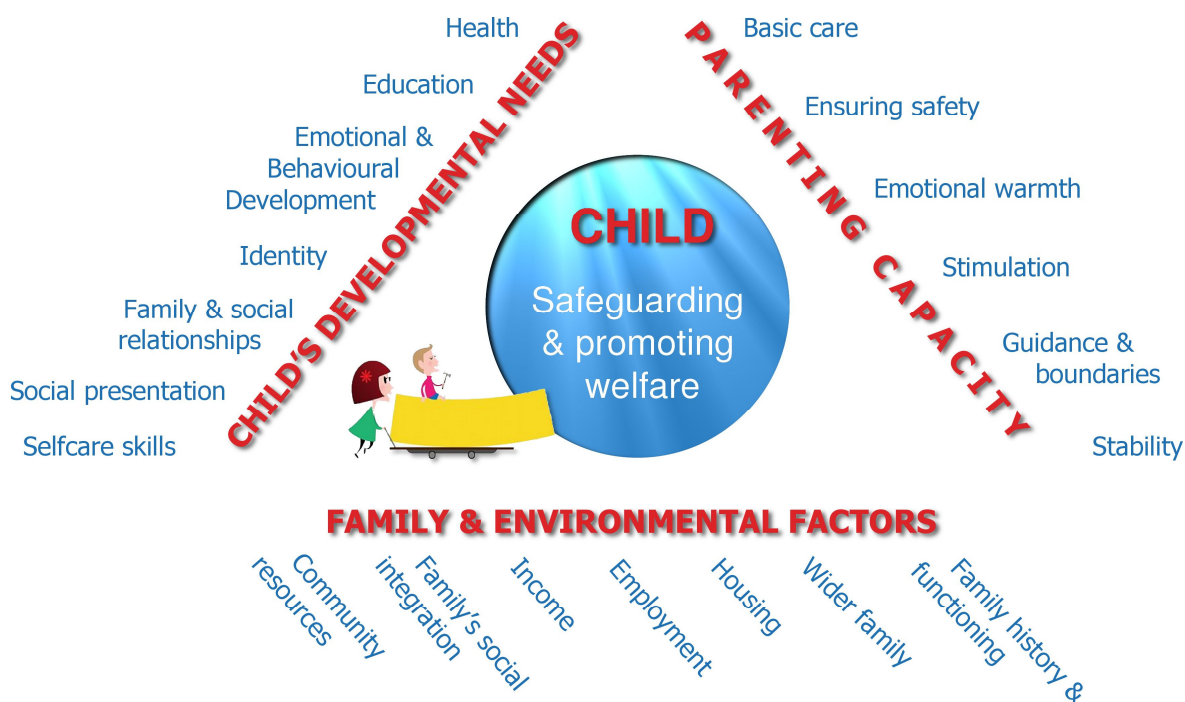 Health
Education
Emotional &
Behavioural
Development
Identity
Family & social
relationships
Social presentation
Selfcare skills
CHILD'S DEVELOPMENTAL NEEDS
CHILD
Safeguarding
& promoting
welfare
PARENTING CAPACITY
Basic care
Ensuring safety
Emotional warmth
Stimulation
Guidance &
boundaries
Stability
FAMILY & ENVIRONMENTAL FACTORS
Community
resources
Family's social
integration
Income
Employment
Housing
Wider family
Family history &
functioning